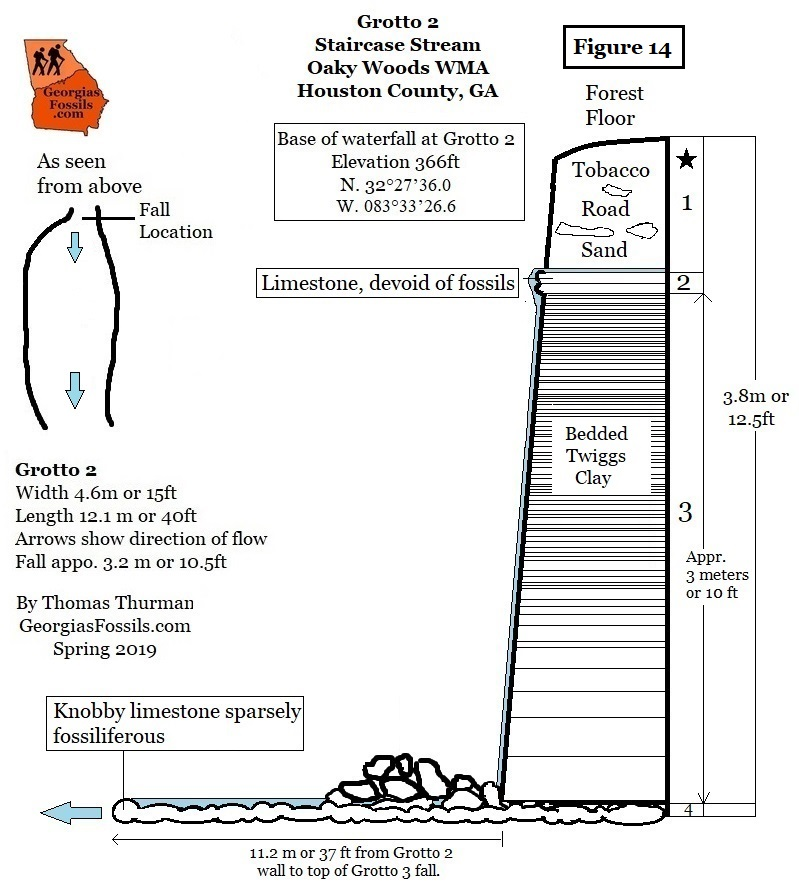 Grotto 2
Staircase Stream
Oaky Woods WMA
Houston County, GA
Figure 14
Georgias
Fossils
.com
Forest
Floor
Base of waterfall at Grotto 2
Elevation 366ft
N. 32°27’36.0
W. 083°33’26.6
As seen
from above
Fall
Location
Tobacco
Road
Sand
★
1
Limestone, devoid of fossils
2
3.8m or
12.5ft
Bedded
Twiggs
Clay
3
Appr.
3 meters
or 10 ft
Grotto 2
Width 4.6m or 15ft
Length 12.1 m or 40ft
Arrows show direction of flow
Fall appo. 3.2 m or 10.5ft
By Thomas Thurman
GeorgiasFossils.com
Spring 2019
Knobby limestone sparsely
fossiliferous
4
11.2 m or 37 ft from Grotto 2
wall to top of Grotto 3 fall.